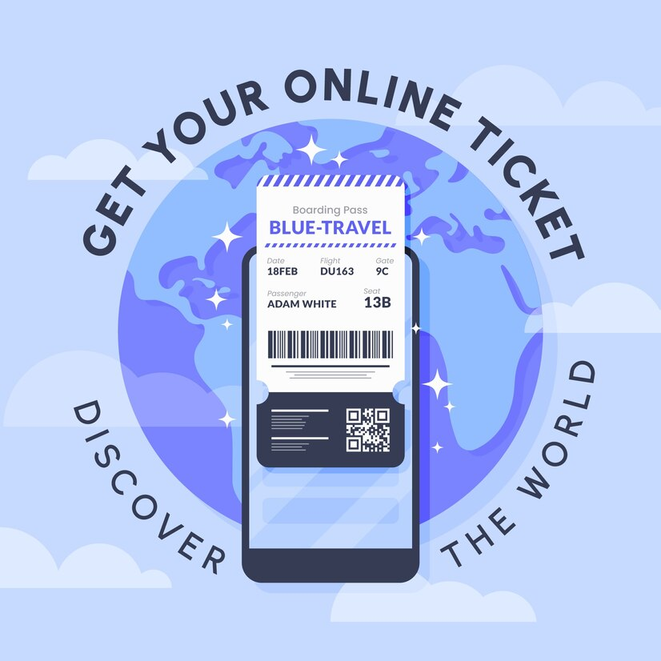 GET YOUR ONLINE TICKET
Boarding Pass
BLUE-TRAVEL
Date Flight Gate
18FEB DU163 9C
Passenger Seat
ADAM WHITE 13B
DISCOVER THE WORLD